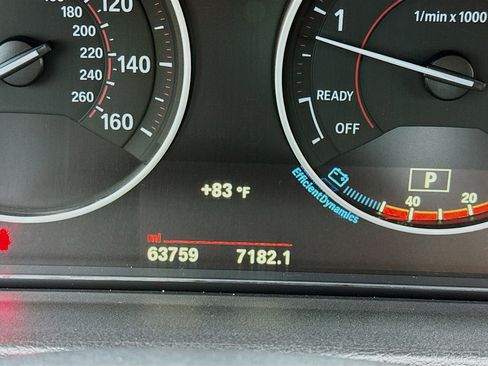 120
140
160
160
180
200
220
240
260
1
1/min x 1000
READY
OFF
P
40 20
EfficientDynamics
+83 °F
mi
63759 7182.1